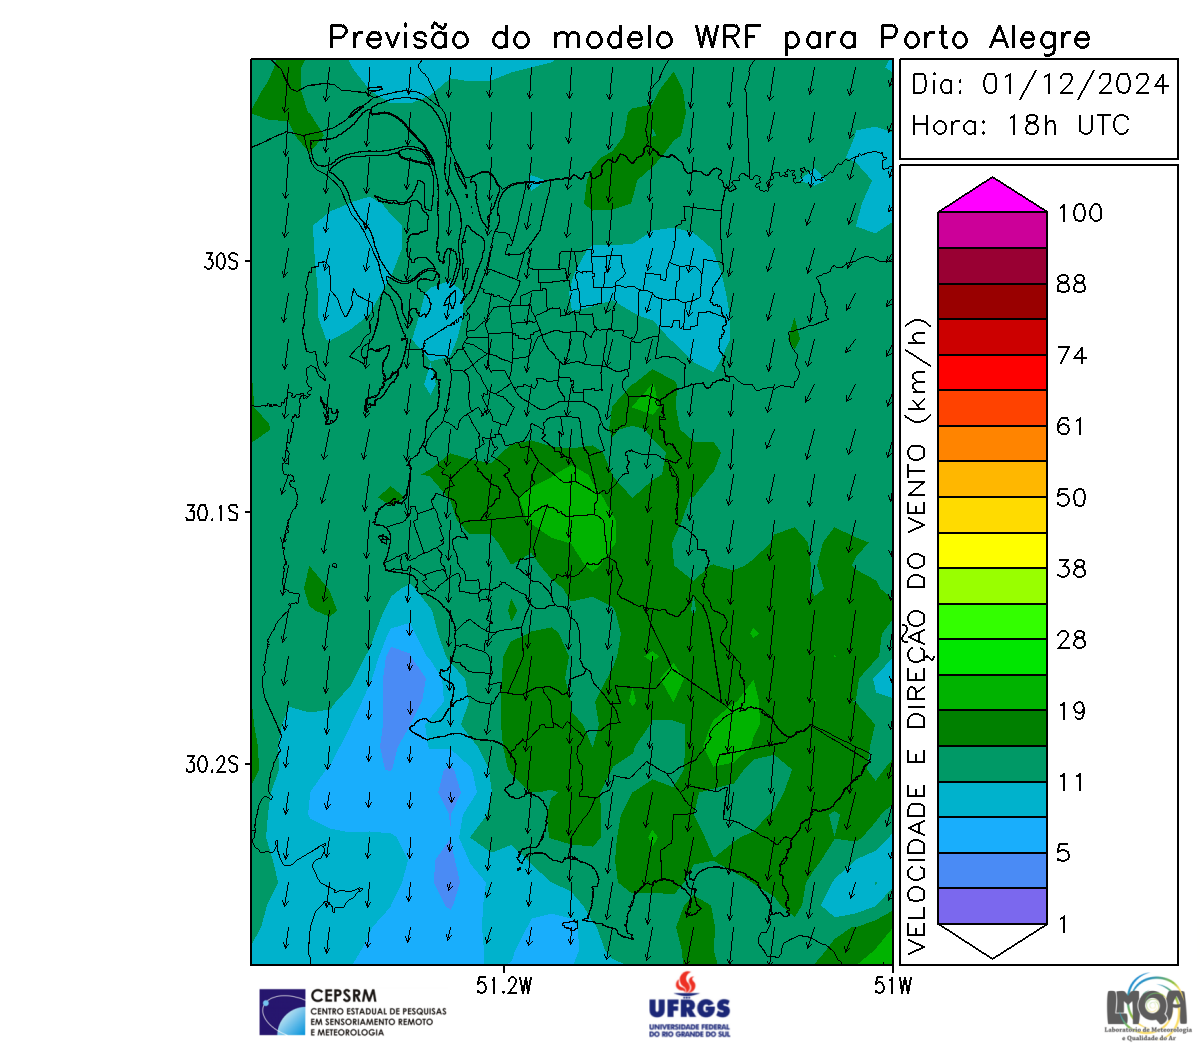 Previsão do modelo WRF para Porto Alegre
Dia: 01/12/2024
Hora: 18h UTC
30S
30.1S
30.2S
51.2W
51W
VELOCIDADE E DIREÇÃO DO VENTO (km/h)
100
88
74
61
50
38
28
19
11
5
1
CEPSRM
CENTRO ESTADUAL DE PESQUISAS
EM SENSORIAMENTO REMOTO
E METEOROLOGIA
UFRGS
UNIVERSIDADE FEDERAL
DO RIO GRANDE DO SUL
LMQA
Laboratório de Meteorologia
e Qualidade do Ar